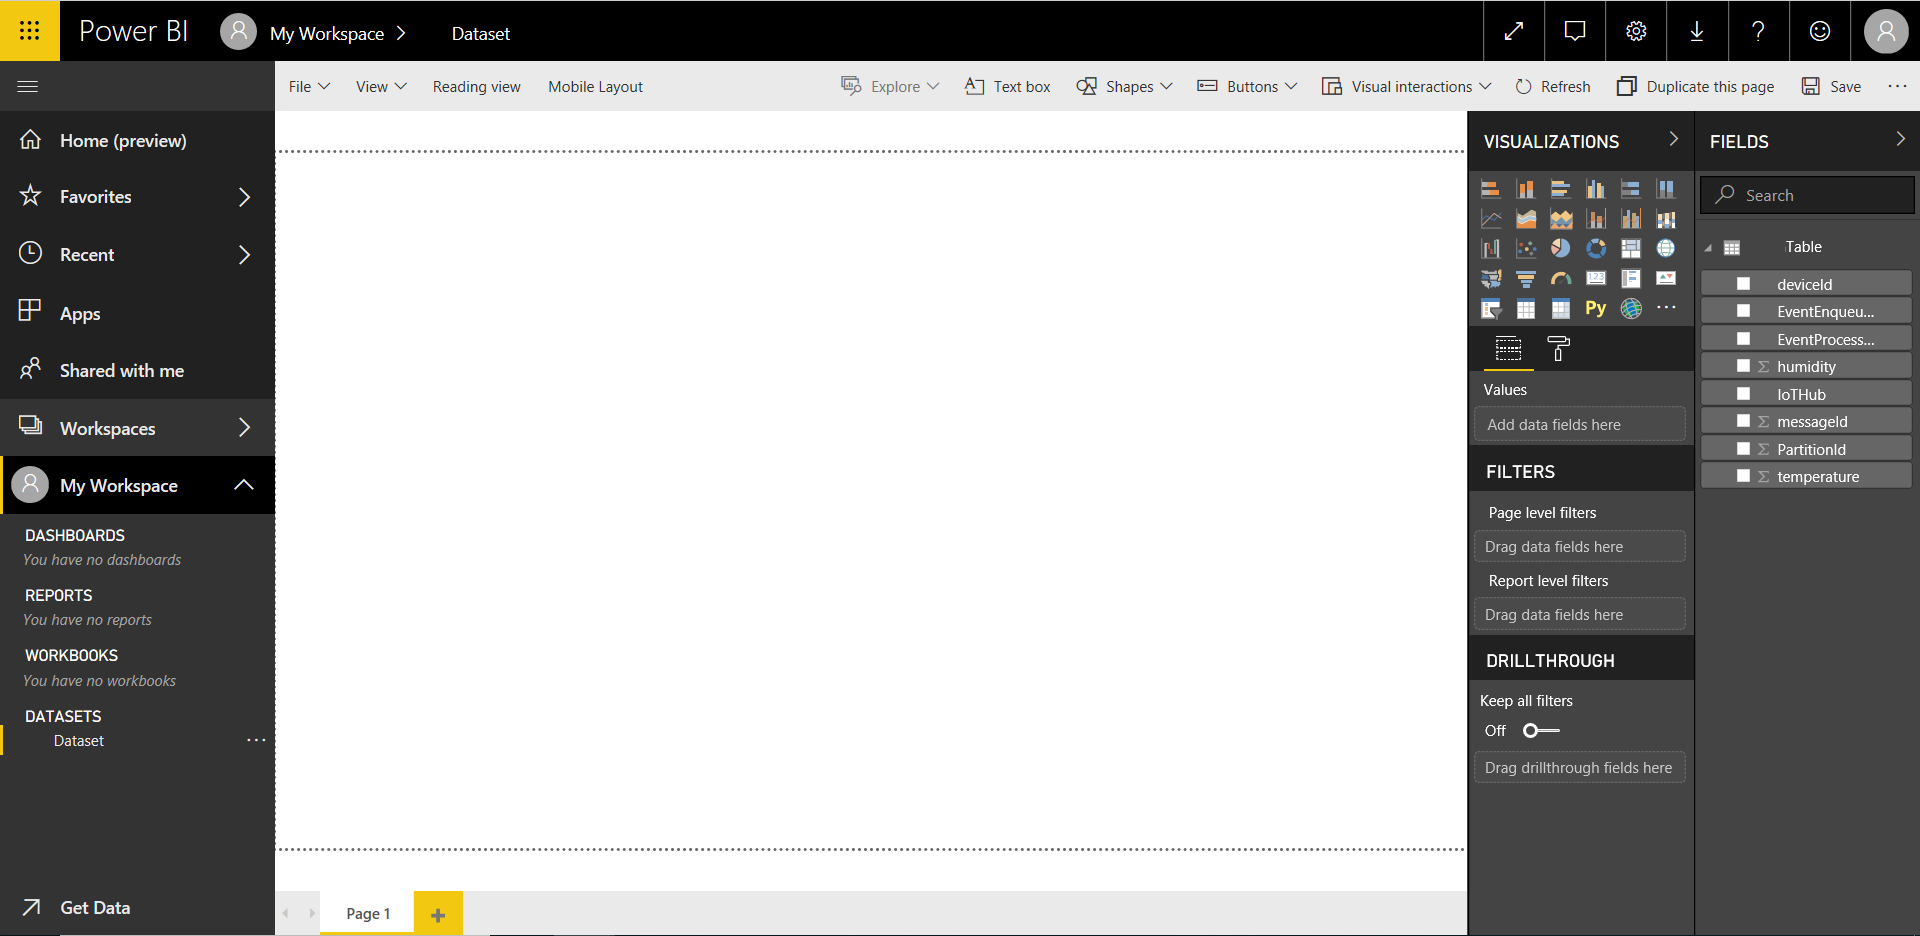 Power BI
My Workspace
Dataset
?
File
View
Reading view
Mobile Layout
Explore
Text box
Shapes
Buttons
Visual interactions
Refresh
Duplicate this page
Save
Home (preview)
Favorites
Recent
Apps
Shared with me
Workspaces
My Workspace
DASHBOARDS
You have no dashboards
REPORTS
You have no reports
WORKBOOKS
You have no workbooks
DATASETS
Dataset
Get Data
Page 1
VISUALIZATIONS
123
Py
Values
Add data fields here
FILTERS
Page level filters
Drag data fields here
Report level filters
Drag data fields here
DRILLTHROUGH
Keep all filters
Off
Drag drillthrough fields here
FIELDS
Search
Table
deviceId
EventEnqueu...
EventProcess...
Σ humidity
IoTHub
Σ messageId
Σ PartitionId
Σ temperature